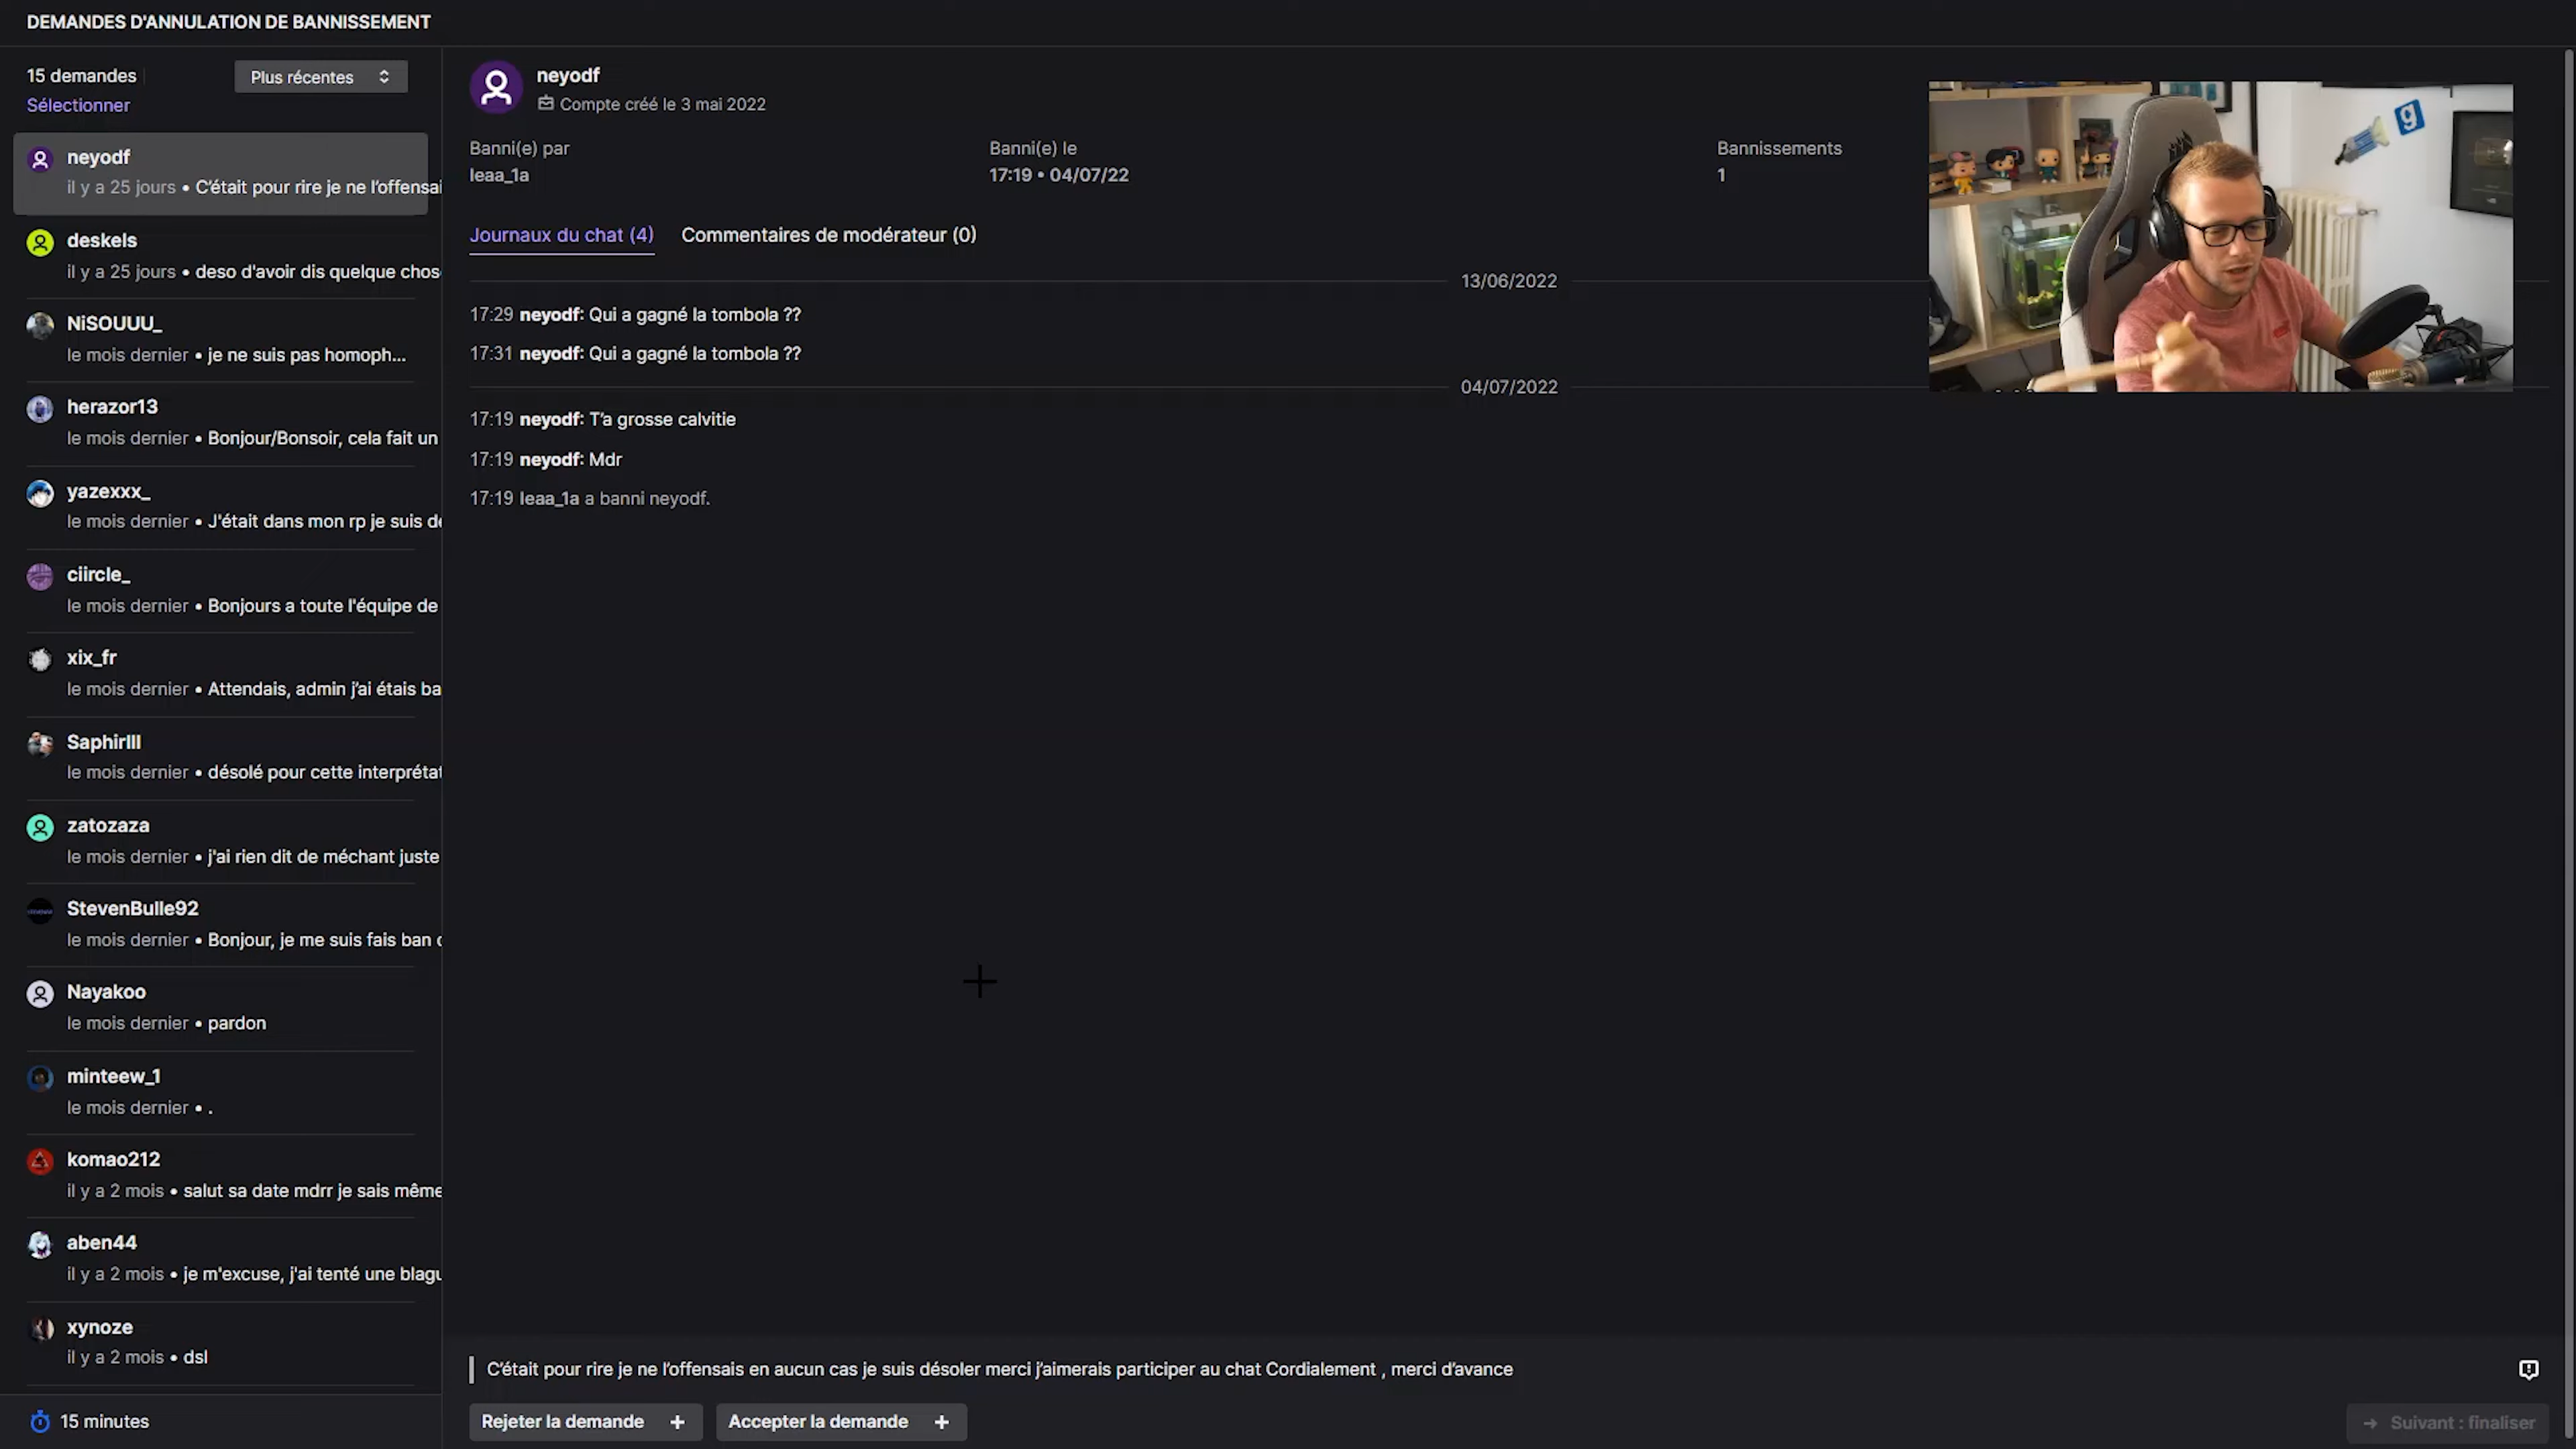 DEMANDES D'ANNULATION DE BANNISSEMENT
15 demandes
Plus récentes
Sélectionner
neyodf
il y a 25 jours • C'était pour rire je ne l'offensai
deskels
il y a 25 jours • deso d'avoir dis quelque chos
NiSOUUU_
le mois dernier • je ne suis pas homoph...
herazor13
le mois dernier • Bonjour/Bonsoir, cela fait un
yazexxx_
le mois dernier • J'était dans mon rp je suis de
ciircle_
le mois dernier • Bonjours a toute l'équipe de
xix_fr
le mois dernier • Attendais, admin j'ai étais ba
SaphirIII
le mois dernier • désolé pour cette interprétat
zatozaza
le mois dernier • j'ai rien dit de méchant juste
StevenBulle92
le mois dernier • Bonjour, je me suis fais ban
Nayakoo
le mois dernier • pardon
minteew_1
le mois dernier • .
komao212
il y a 2 mois • salut sa date mdrr je sais même
aben44
il y a 2 mois • je m'excuse, j'ai tenté une blagu
xynoze
il y a 2 mois • dsl
15 minutes
neyodf
Compte créé le 3 mai 2022
Banni(e) par
leaa_1a
Banni(e) le
17:19 • 04/07/22
Bannissements
1
Journaux du chat (4)
Commentaires de modérateur (0)
13/06/2022
17:29 neyodf: Qui a gagné la tombola ??
17:31 neyodf: Qui a gagné la tombola ??
04/07/2022
17:19 neyodf: T'a grosse calvitie
17:19 neyodf: Mdr
17:19 leaa_1a a banni neyodf.
C'était pour rire je ne l'offensais en aucun cas je suis désoler merci j'aimerais participer au chat Cordialement , merci d'avance
Rejeter la demande +
Accepter la demande +
→ Suivant : finaliser
g